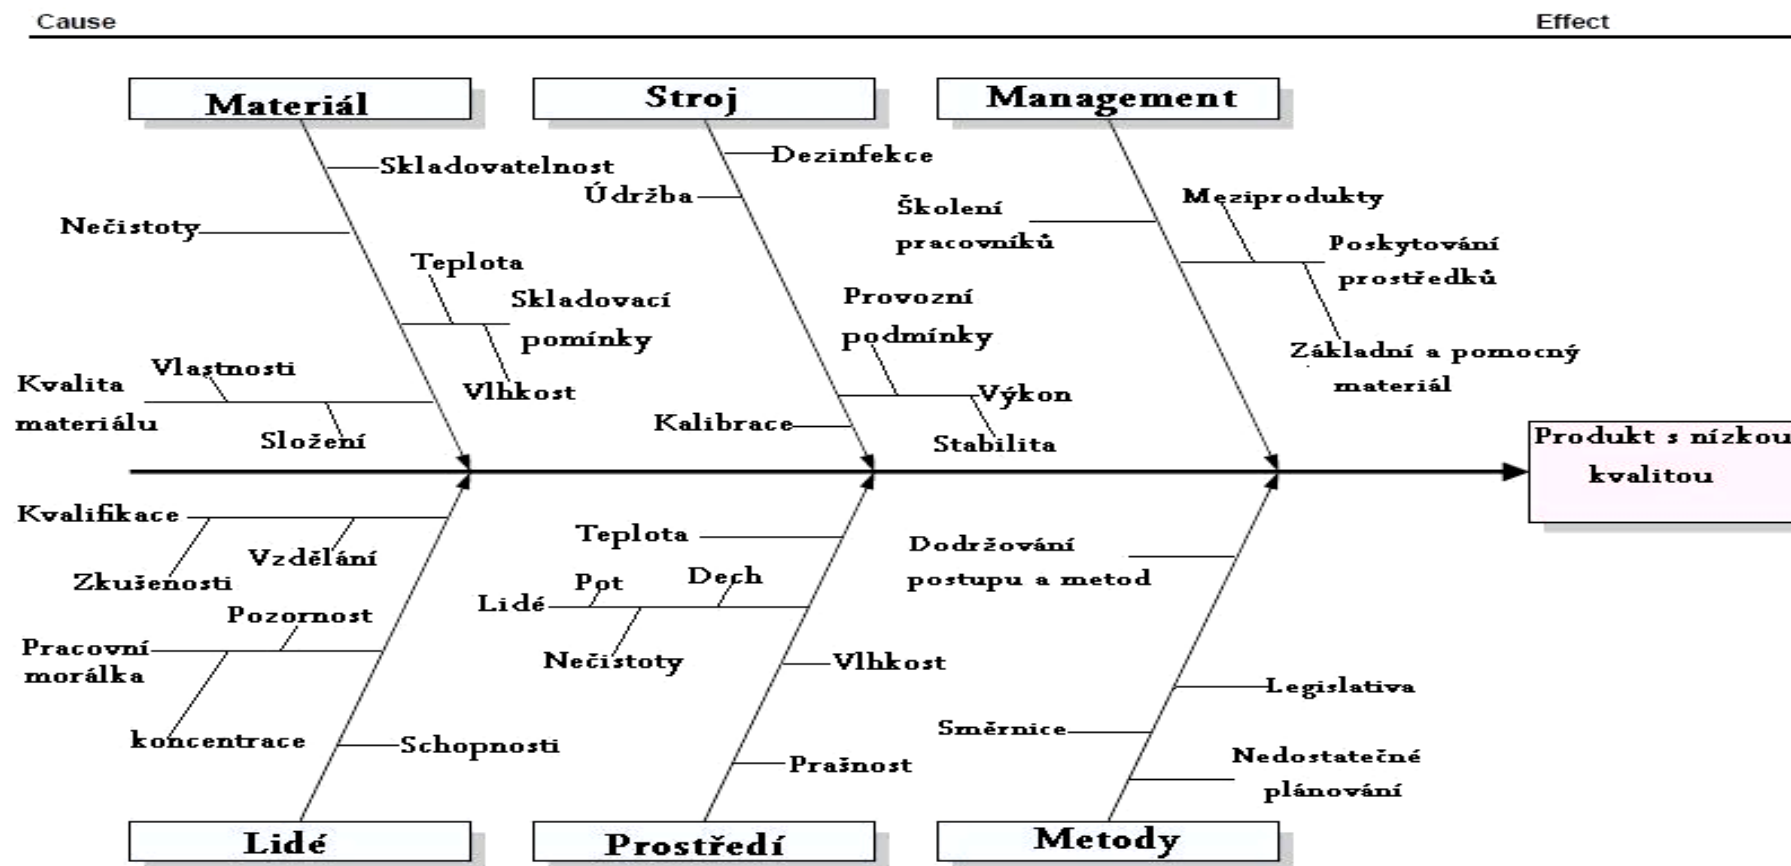 Cause
Effect
Materiál
Stroj
Management
Skladovatelnost
Nečistoty
Teplota
Skladovací
pomínky
Vlhkost
Vlastnosti
Kvalita
materiálu
Složení
Dezinfekce
Údržba
Provozní
podmínky
Výkon
Kalibrace
Stabilita
Školení
pracovníků
Meziprodukty
Poskytování
prostředků
Základní a pomocný
materiál
Produkt s nízkou
kvalitou
Kvalifikace
Vzdělání
Zkušenosti
Pozornost
Pracovní
morálka
koncentrace
Schopnosti
Teplota
Pot
Dech
Lidé
Nečistoty
Vlhkost
Prašnost
Dodržování
postupu a metod
Legislativa
Směrnice
Nedostatečné
plánování
Lidé
Prostředí
Metody